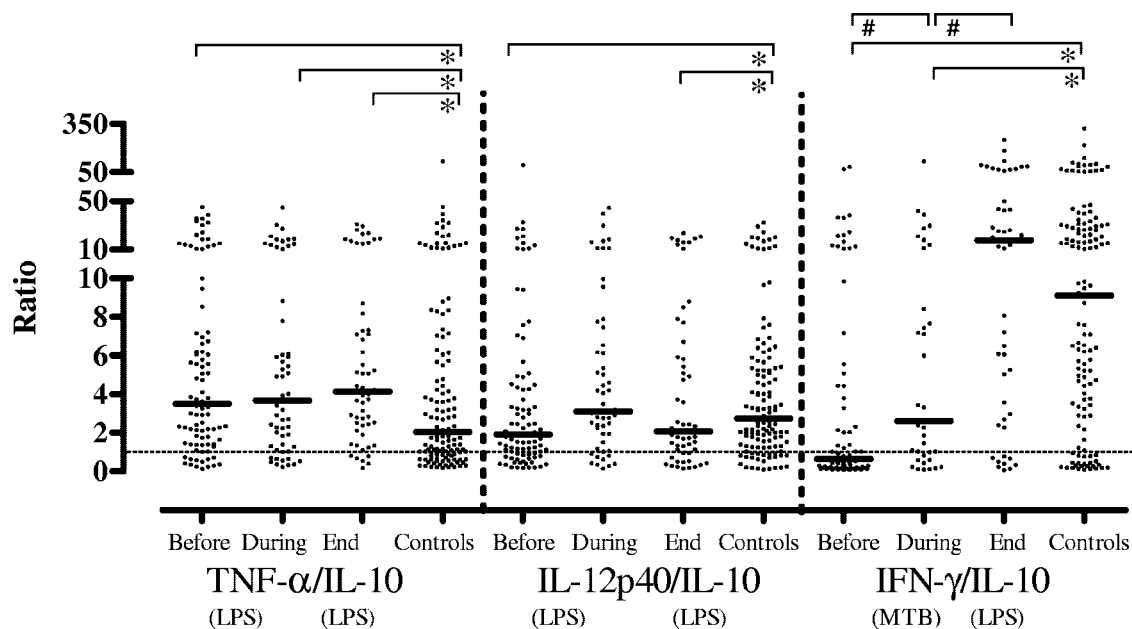 # #
* *
* * *
*
350
50
50
10
10
8
6
4
2
0
Ratio
Before During End Controls Before During End Controls Before During End Controls
TNF-α/IL-10 IL-12p40/IL-10 IFN-γ/IL-10
(LPS) (LPS) (LPS) (LPS) (MTB) (LPS)